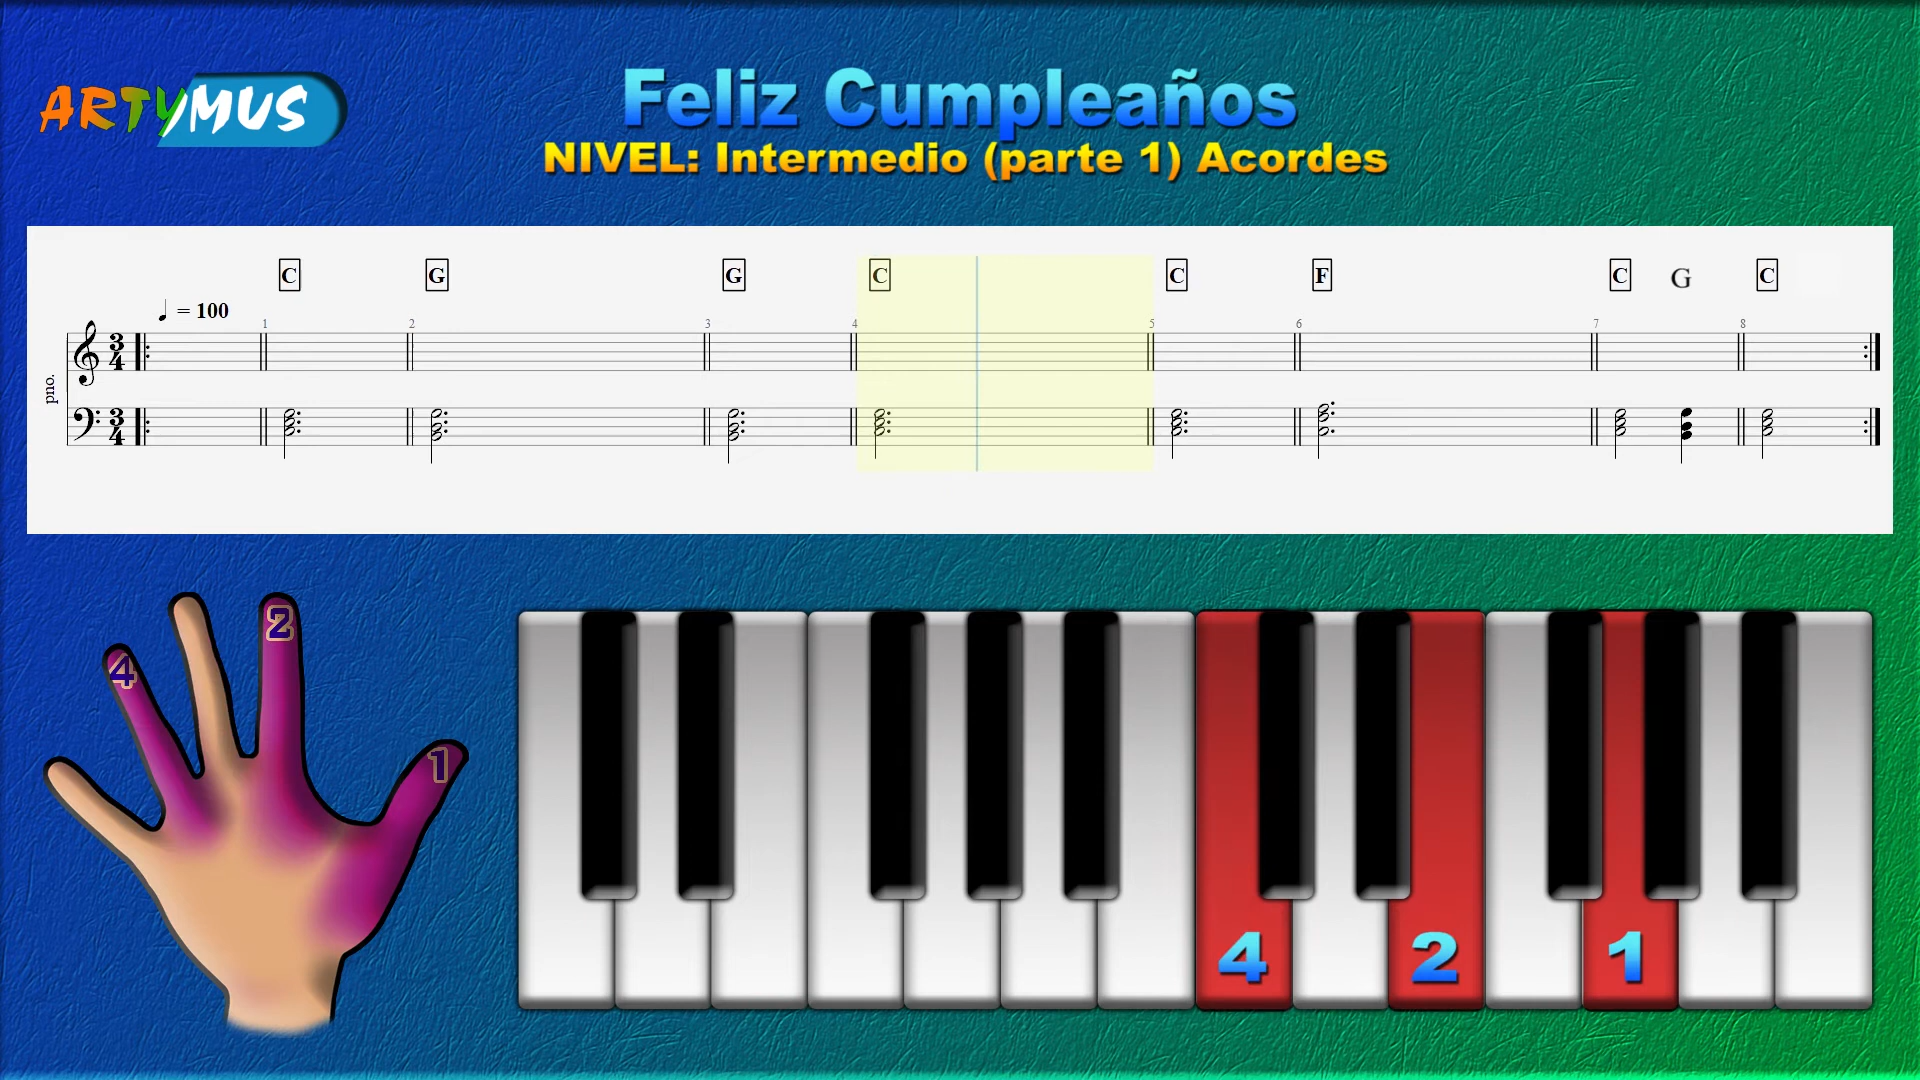 ARTYMUS
Feliz Cumpleaños
NIVEL: Intermedio (parte 1) Acordes
C G G C C F C G C
= 100
1 2 3 4 5 6 7 8
pno.
3 4
3 4
2
4
1
4 2 1